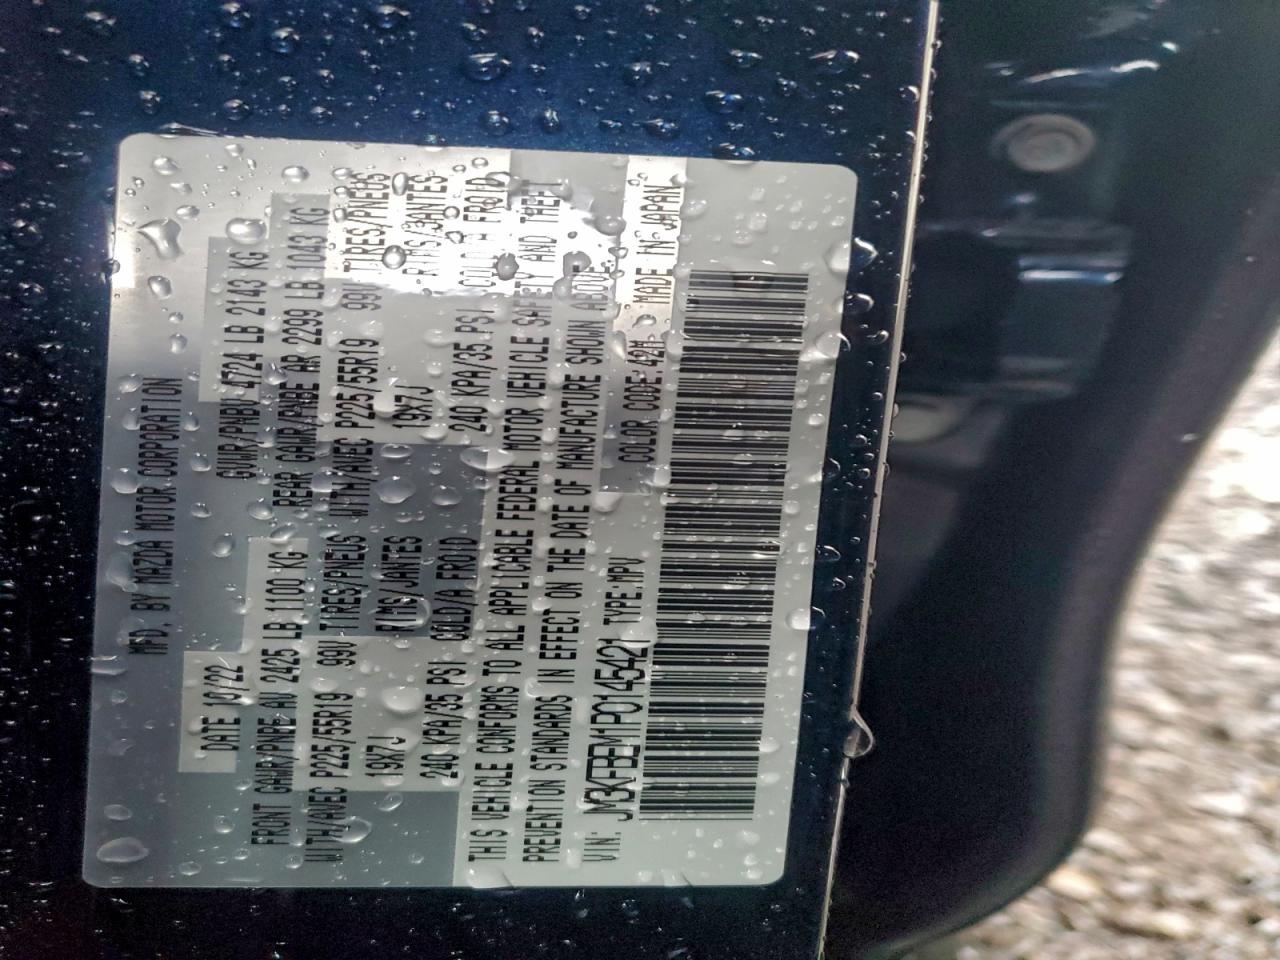 MFD. BY MAZDA MOTOR CORPORATION
DATE 10/22 GVWR/PNBV 4724 LB 2143 KG
FRONT GAWR/PNBE AV 2425 LB 1100 KG REAR GAWR/PNBE AR 2299 LB 1043 KG
WITH/AVEC P225/55R19 99V TIRES/PNEUS WITH/AVEC P225/55R19 99V TIRES/PNEUS
19X7J RIMS/JANTES 19X7J RIMS/JANTES
240 KPA/35 PSI COLD/A FROID 240 KPA/35 PSI COLD/A FROID
THIS VEHICLE CONFORMS TO ALL APPLICABLE FEDERAL MOTOR VEHICLE SAFETY AND THEFT
PREVENTION STANDARDS IN EFFECT ON THE DATE OF MANUFACTURE SHOWN ABOVE.
VIN: TYPE:MPV COLOR CODE:42M MADE IN JAPAN